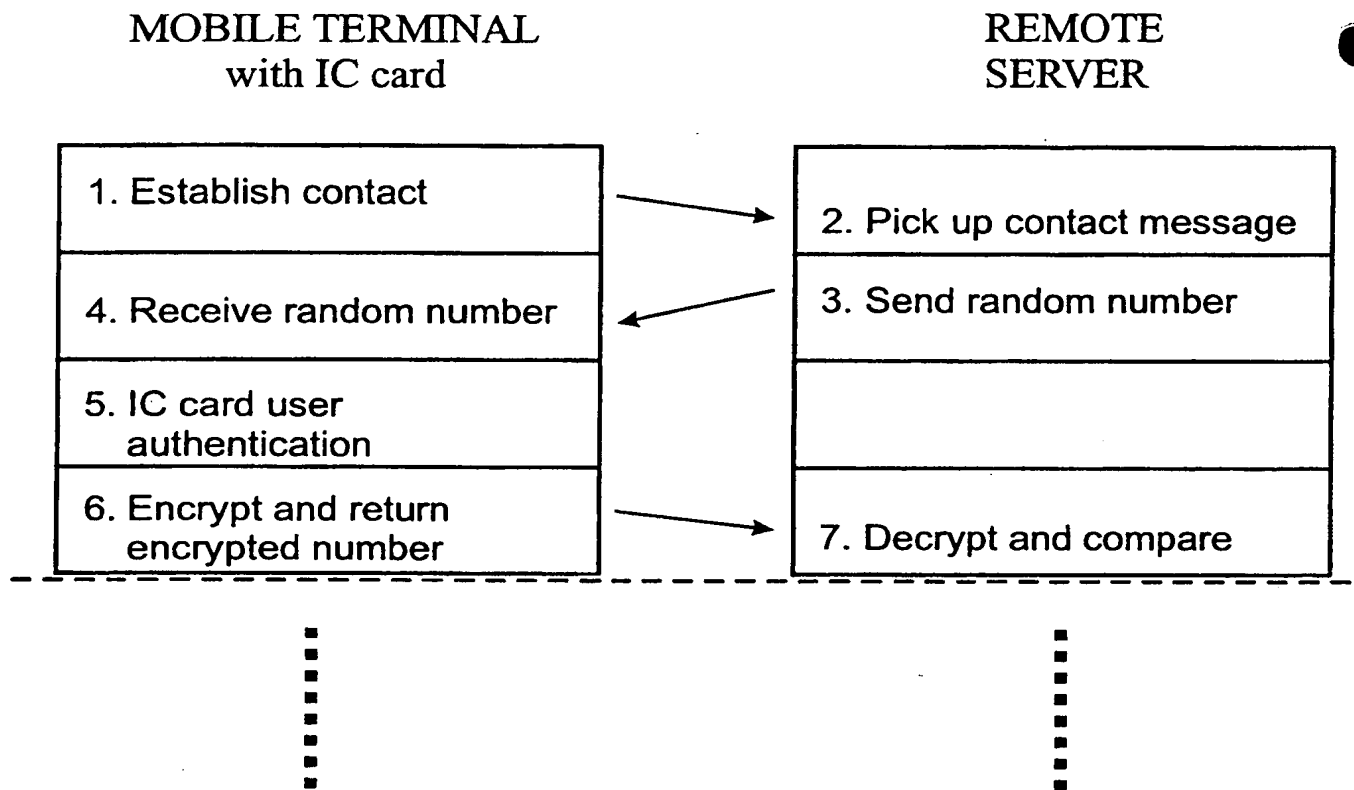 MOBILE TERMINAL
with IC card
REMOTE
SERVER
1. Establish contact
2. Pick up contact message
3. Send random number
4. Receive random number
5. IC card user
authentication
6. Encrypt and return
encrypted number
7. Decrypt and compare